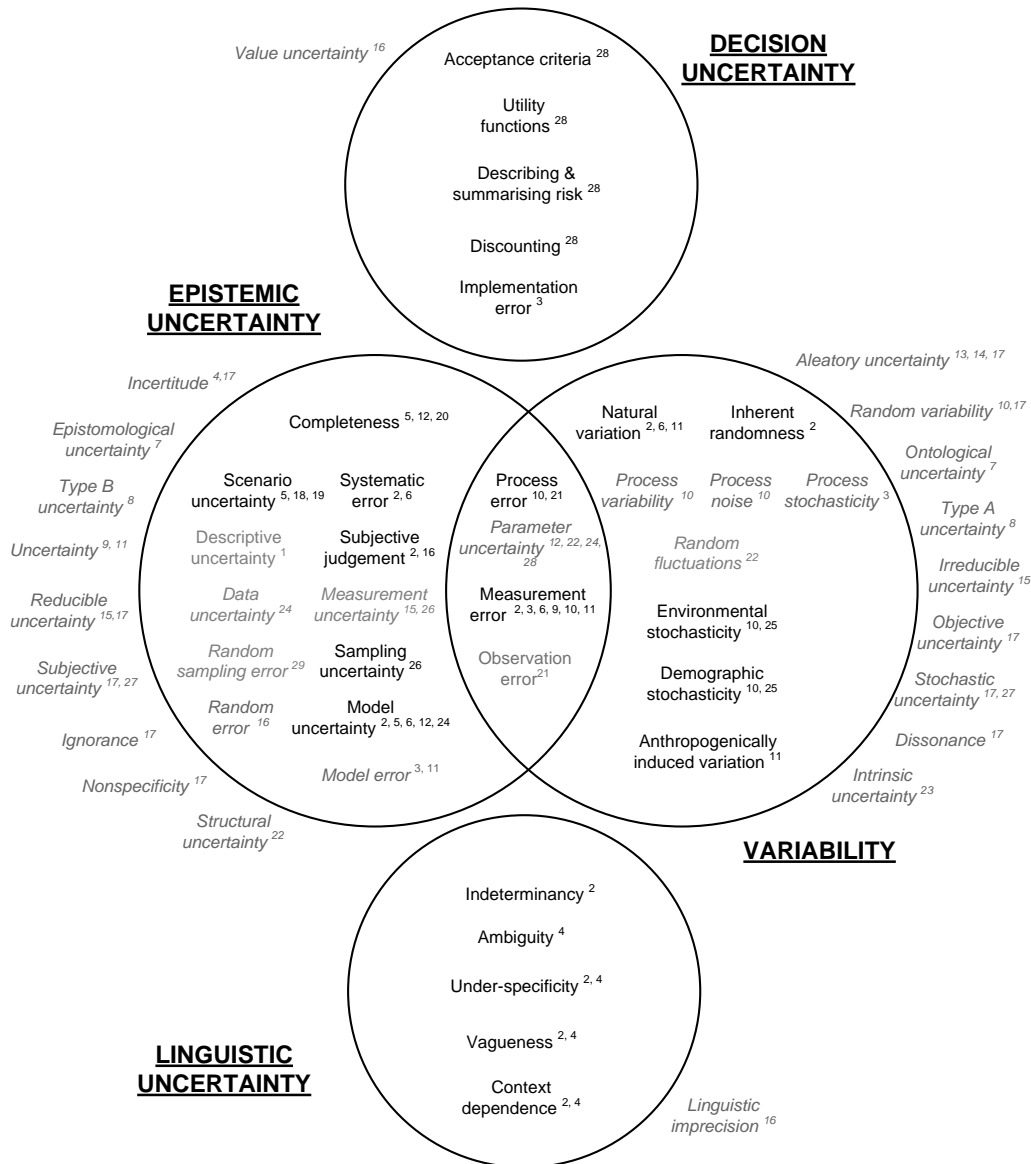 Value uncertainty 16
DECISION
UNCERTAINTY
Acceptance criteria 28
Utility
functions 28
Describing &
summarising risk 28
Discounting 28
Implementation
error 3
EPISTEMIC
UNCERTAINTY
Incertitude 4,17
Epistomological
uncertainty 7
Type B
uncertainty 8
Uncertainty 9, 11
Reducible
uncertainty 15,17
Subjective
uncertainty 17, 27
Ignorance 17
Nonspecificity 17
Structural
uncertainty 22
Completeness 5, 12, 20
Scenario
uncertainty 5, 18, 19
Systematic
error 2, 6
Descriptive
uncertainty 1
Subjective
judgement 2, 16
Data
uncertainty 24
Measurement
uncertainty 15, 26
Random
sampling error 29
Sampling
uncertainty 26
Random
error 16
Model
uncertainty 2, 5, 6, 12, 24
Model error 3, 11
Process
error 10, 21
Parameter
uncertainty 12, 22, 24,
28
Measurement
error 2, 3, 6, 9, 10, 11
Observation
error21
Natural
variation 2, 6, 11
Inherent
randomness 2
Process
variability 10
Process
noise 10
Process
stochasticity 3
Random
fluctuations 22
Environmental
stochasticity 10, 25
Demographic
stochasticity 10, 25
Anthropogenically
induced variation 11
Aleatory uncertainty 13, 14, 17
Random variability 10,17
Ontological
uncertainty 7
Type A
uncertainty 8
Irreducible
uncertainty 15
Objective
uncertainty 17
Stochastic
uncertainty 17, 27
Dissonance 17
Intrinsic
uncertainty 23
VARIABILITY
Indeterminancy 2
Ambiguity 4
Under-specificity 2, 4
Vagueness 2, 4
Context
dependence 2, 4
LINGUISTIC
UNCERTAINTY
Linguistic
imprecision 16